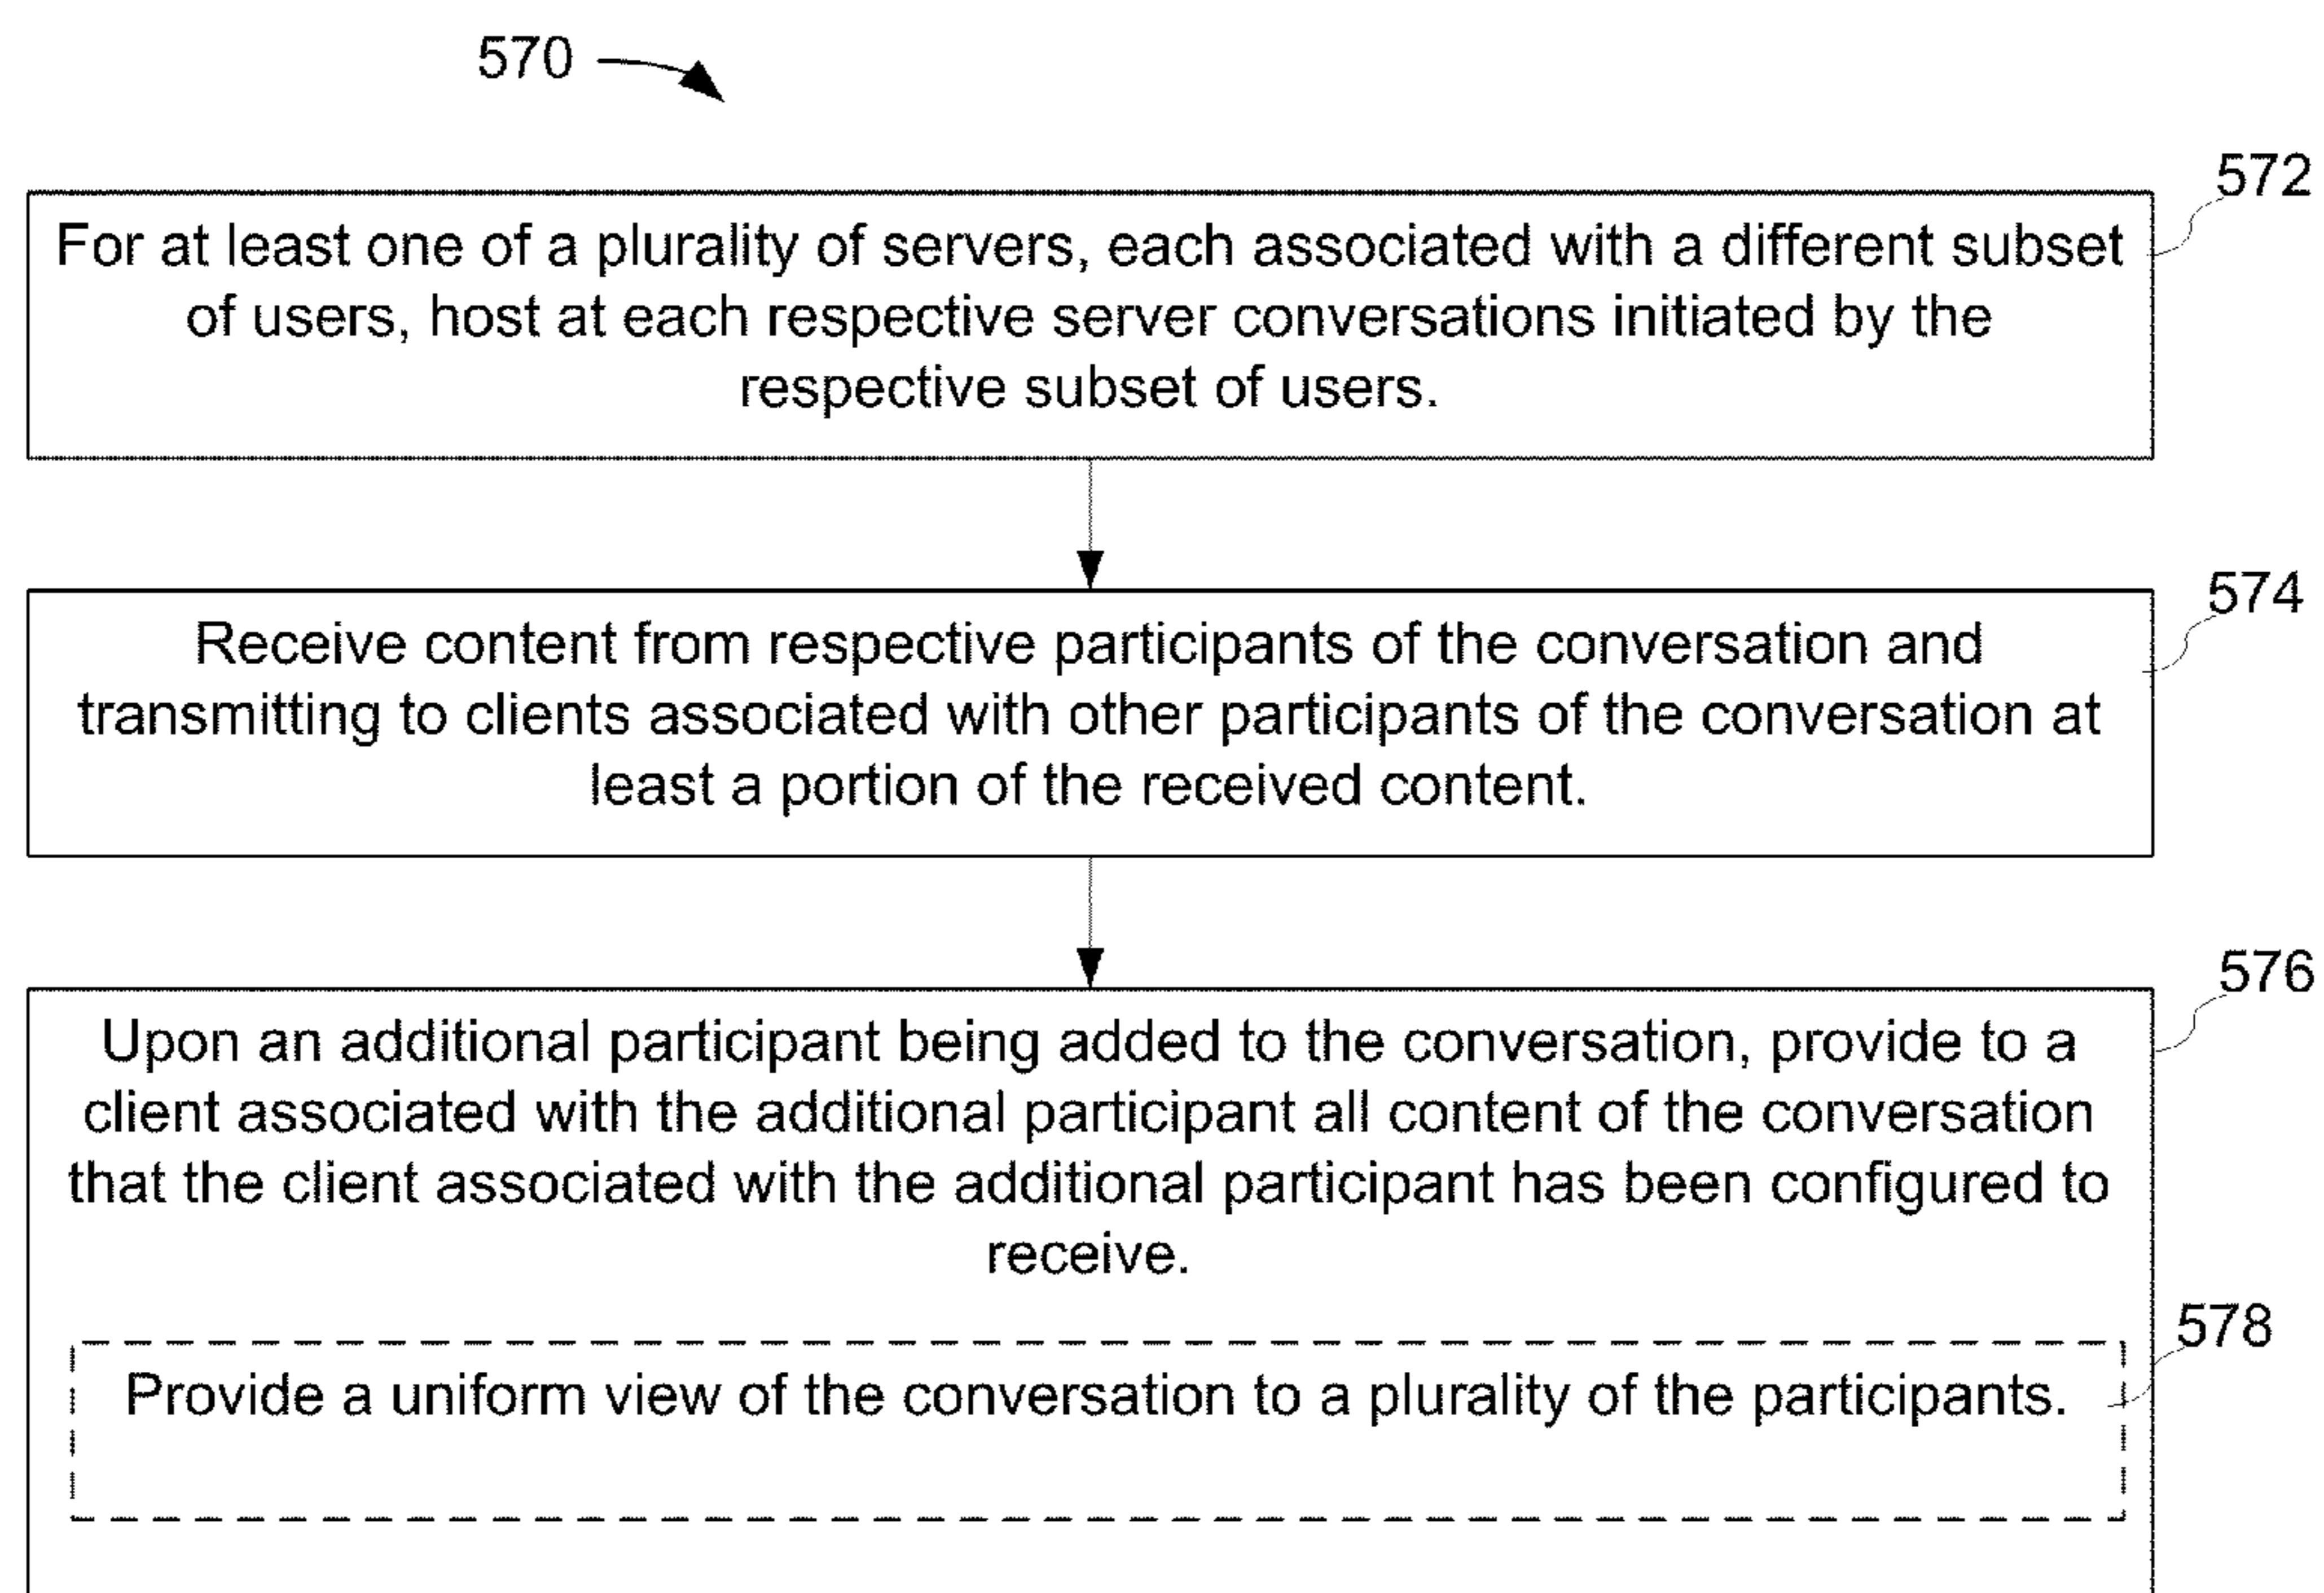 570
572
For at least one of a plurality of servers, each associated with a different subset
of users, host at each respective server conversations initiated by the
respective subset of users.
574
Receive content from respective participants of the conversation and
transmitting to clients associated with other participants of the conversation at
least a portion of the received content.
576
Upon an additional participant being added to the conversation, provide to a
client associated with the additional participant all content of the conversation
that the client associated with the additional participant has been configured to
receive.
578
Provide a uniform view of the conversation to a plurality of the participants.